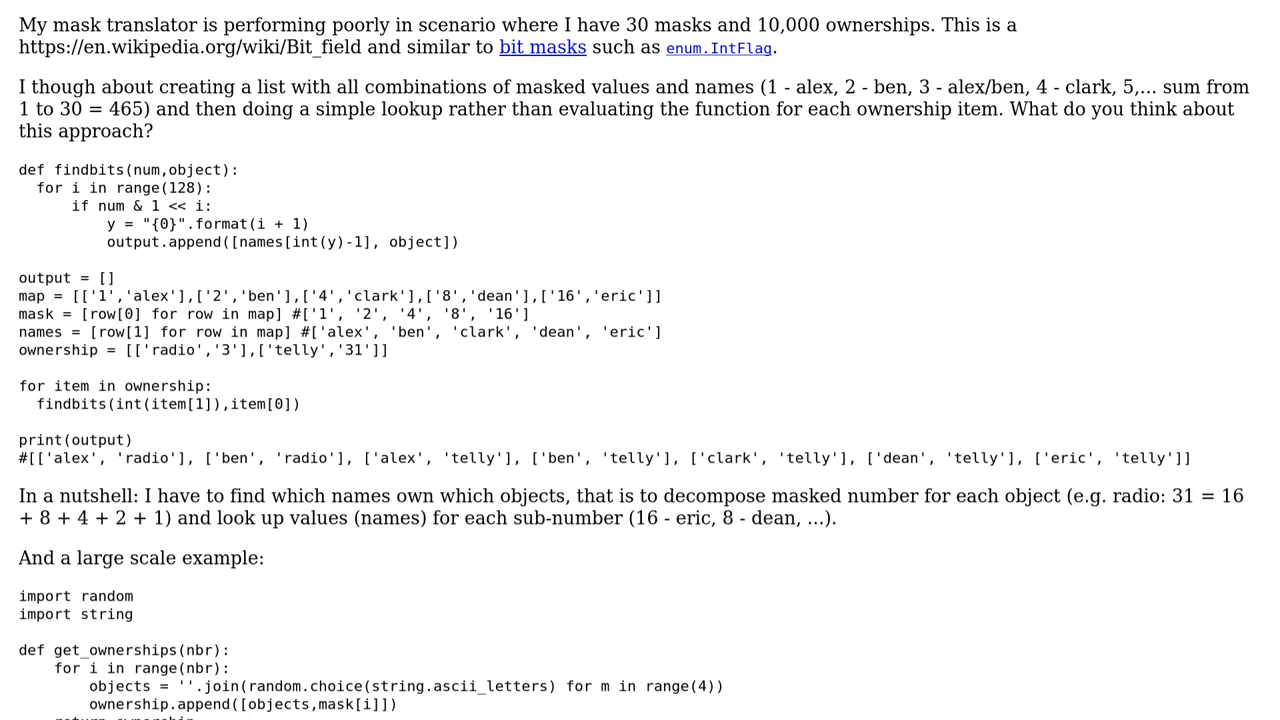 My mask translator is performing poorly in scenario where I have 30 masks and 10,000 ownerships. This is a
https://en.wikipedia.org/wiki/Bit_field and similar to bit masks such as enum.IntFlag.
I though about creating a list with all combinations of masked values and names (1 - alex, 2 - ben, 3 - alex/ben, 4 - clark, 5,... sum from
1 to 30 = 465) and then doing a simple lookup rather than evaluating the function for each ownership item. What do you think about
this approach?
def findbits(num,object):
  for i in range(128):
      if num & 1 << i:
          y = "{0}".format(i + 1)
          output.append([names[int(y)-1], object])
output = []
map = [['1','alex'],['2','ben'],['4','clark'],['8','dean'],['16','eric']]
mask = [row[0] for row in map] #['1', '2', '4', '8', '16']
names = [row[1] for row in map] #['alex', 'ben', 'clark', 'dean', 'eric']
ownership = [['radio','3'],['telly','31']]
for item in ownership:
  findbits(int(item[1]),item[0])
print(output)
#[['alex', 'radio'], ['ben', 'radio'], ['alex', 'telly'], ['ben', 'telly'], ['clark', 'telly'], ['dean', 'telly'], ['eric', 'telly']]
In a nutshell: I have to find which names own which objects, that is to decompose masked number for each object (e.g. radio: 31 = 16
+ 8 + 4 + 2 + 1) and look up values (names) for each sub-number (16 - eric, 8 - dean, ...).
And a large scale example:
import random
import string
def get_ownerships(nbr):
    for i in range(nbr):
        objects = ''.join(random.choice(string.ascii_letters) for m in range(4))
        ownership.append([objects,mask[i]])